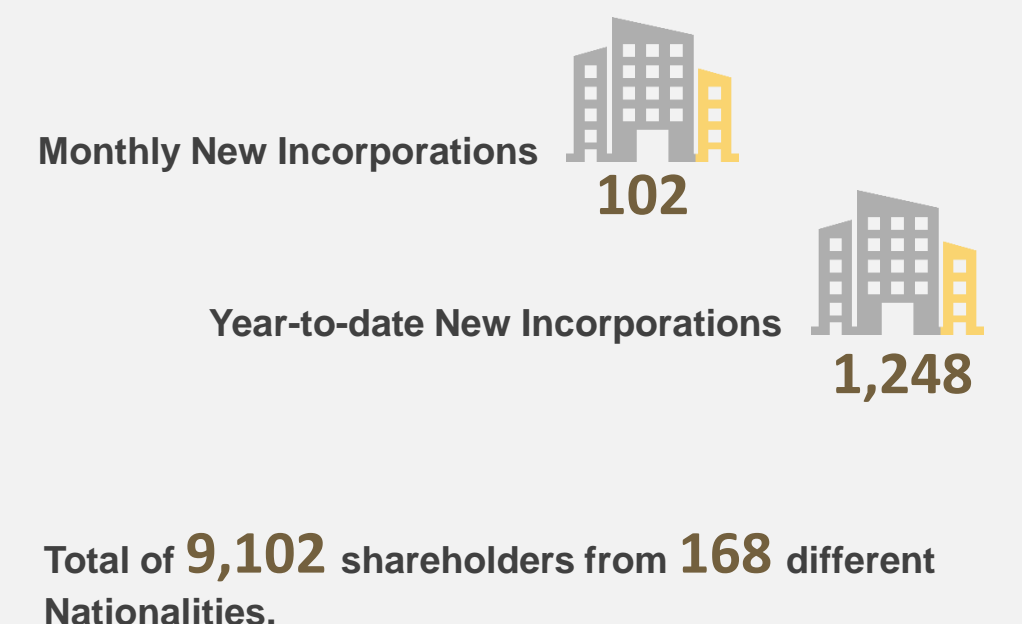 Monthly New Incorporations
102
Year-to-date New Incorporations
1,248
Total of 9,102 shareholders from 168 different
Nationalities.